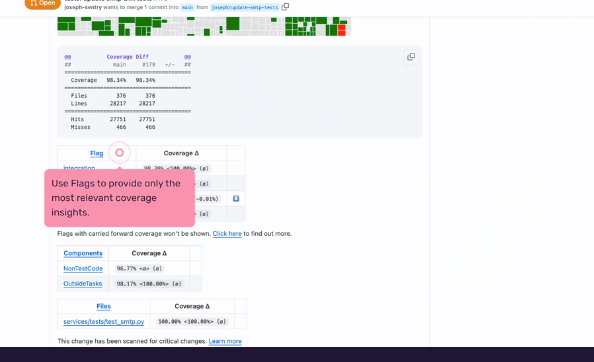 Open
joseph-sentry wants to merge 1 commit into main from joseph/update-smtp-tests
@@ Coverage Diff @@
## main #179 +/- ##
Coverage 98.34% 98.34%
Files 376 376
Lines 28217 28217
Hits 27751 27751
Misses 466 466
Flag Coverage Δ
integration 98.38% <100.00%> (ø)
(ø)
-0.01%)
(ø)
Use Flags to provide only the
most relevant coverage
insights.
Flags with carried forward coverage won't be shown. Click here to find out more.
Components Coverage Δ
NonTestCode 96.77% <ø> (ø)
OutsideTasks 98.17% <100.00%> (ø)
Files Coverage Δ
services/tests/test_smtp.py 100.00% <100.00%> (ø)
This change has been scanned for critical changes. Learn more